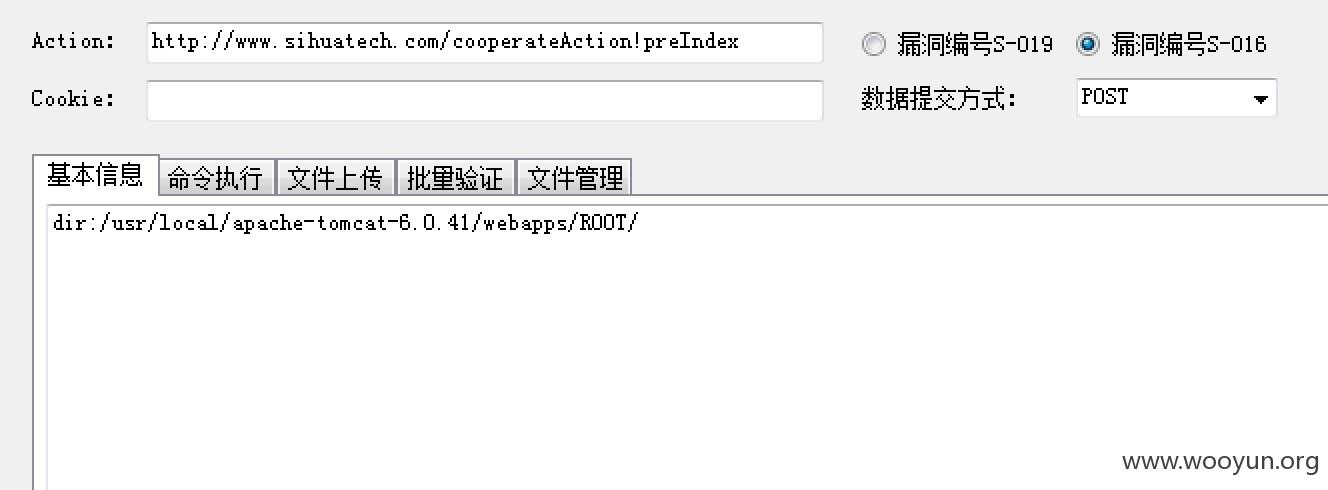 Action: http://www.sihuatech.com/cooperateAction!preIndex 漏洞编号S-019 漏洞编号S-016
Cookie: 数据提交方式： POST
基本信息 命令执行 文件上传 批量验证 文件管理
dir:/usr/local/apache-tomcat-6.0.41/webapps/ROOT/
www.wooyun.org